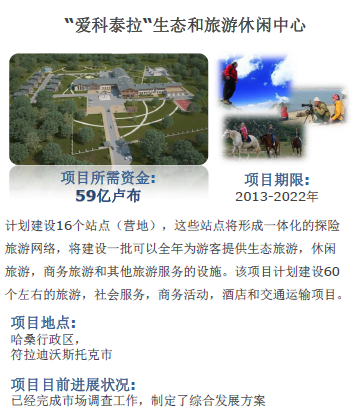 “爱科泰拉“生态和旅游休闲中心
项目所需资金:
59亿卢布
项目期限:
2013-2022年
计划建设16个站点（营地），这些站点将形成一体化的探险
旅游网络，将建设一批可以全年为游客提供生态旅游，休闲
旅游，商务旅游和其他旅游服务的设施。该项目计划建设60
个左右的旅游，社会服务，商务活动，酒店和交通运输项目。
项目地点:
哈桑行政区，
符拉迪沃斯托克市
项目目前进展状况:
已经完成市场调查工作，制定了综合发展方案